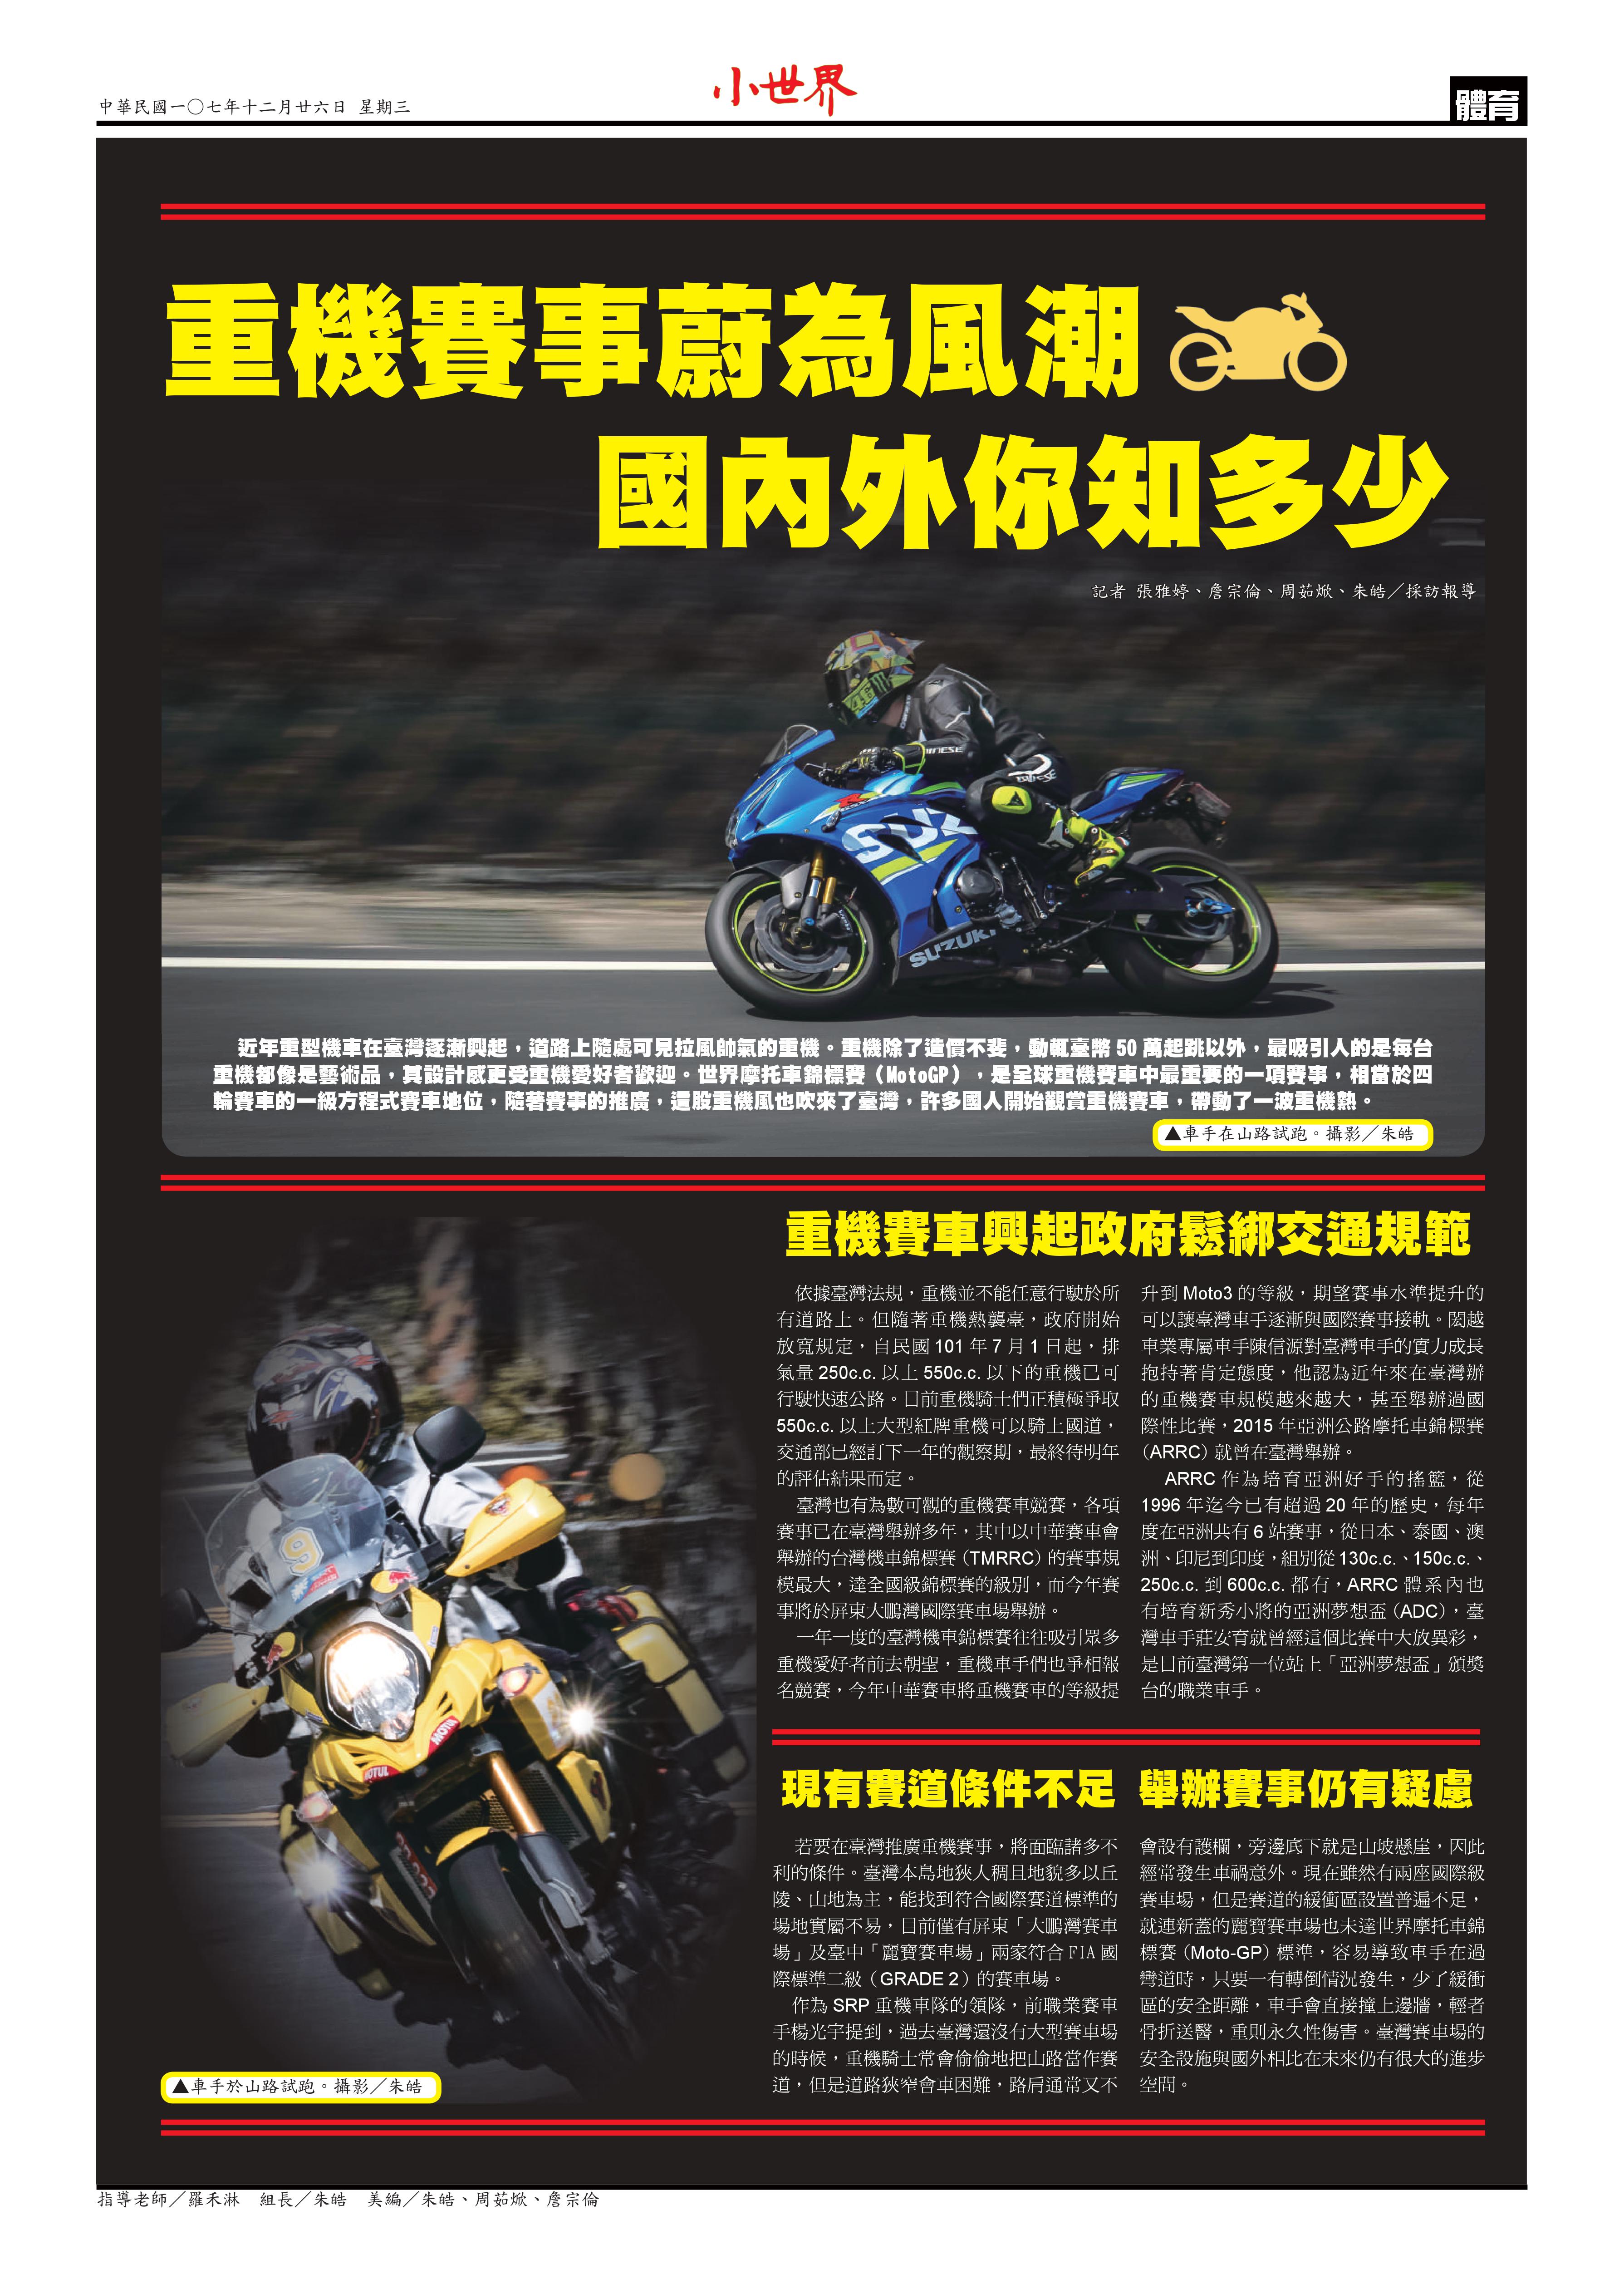 中華民國一〇七年十二月廿六日 星期三
小世界
體育
重機賽事蔚為風潮
國內外你知多少
記者 張雅婷、詹宗倫、周茹焮、朱皓／採訪報導
46
DAINESE
SUZ
SUZUKI
近年重型機車在臺灣逐漸興起，道路上隨處可見拉風帥氣的重機。重機除了造價不斐，動輒臺幣 50 萬起跳以外，最吸引人的是每台
重機都像是藝術品，其設計感更受重機愛好者歡迎。世界摩托車錦標賽（MotoGP），是全球重機賽車中最重要的一項賽事，相當於四
輪賽車的一級方程式賽車地位，隨著賽事的推廣，這股重機風也吹來了臺灣，許多國人開始觀賞重機賽車，帶動了一波重機熱。
▲車手在山路試跑。攝影／朱皓
重機賽車興起政府鬆綁交通規範
依據臺灣法規，重機並不能任意行駛於所
有道路上。但隨著重機熱襲臺，政府開始
放寬規定，自民國 101 年 7 月 1 日起，排
氣量 250c.c. 以上 550c.c. 以下的重機已可
行駛快速公路。目前重機騎士們正積極爭取
550c.c. 以上大型紅牌重機可以騎上國道，
交通部已經訂下一年的觀察期，最終待明年
的評估結果而定。
臺灣也有為數可觀的重機賽車競賽，各項
賽事已在臺灣舉辦多年，其中以中華賽車會
舉辦的台灣機車錦標賽（TMRRC）的賽事規
模最大，達全國級錦標賽的級別，而今年賽
事將於屏東大鵬灣國際賽車場舉辦。
一年一度的臺灣機車錦標賽往往吸引眾多
重機愛好者前去朝聖，重機車手們也爭相報
名競賽，今年中華賽車將重機賽車的等級提
升到 Moto3 的等級，期望賽事水準提升的
可以讓臺灣車手逐漸與國際賽事接軌。閎越
車業專屬車手陳信源對臺灣車手的實力成長
抱持著肯定態度，他認為近年來在臺灣辦
的重機賽車規模越來越大，甚至舉辦過國
際性比賽，2015 年亞洲公路摩托車錦標賽
（ARRC）就曾在臺灣舉辦。
ARRC 作為培育亞洲好手的搖籃，從
1996 年迄今已有超過 20 年的歷史，每年
度在亞洲共有 6 站賽事，從日本、泰國、澳
洲、印尼到印度，組別從 130c.c.、150c.c.、
250c.c. 到 600c.c. 都有，ARRC 體系內也
有培育新秀小將的亞洲夢想盃（ADC），臺
灣車手莊安育就曾經這個比賽中大放異彩，
是目前臺灣第一位站上「亞洲夢想盃」頒獎
台的職業車手。
9
MOTUL
MOTUL
現有賽道條件不足 舉辦賽事仍有疑慮
若要在臺灣推廣重機賽事，將面臨諸多不
利的條件。臺灣本島地狹人稠且地貌多以丘
陵、山地為主，能找到符合國際賽道標準的
場地實屬不易，目前僅有屏東「大鵬灣賽車
場」及臺中「麗寶賽車場」兩家符合 FIA 國
際標準二級（GRADE 2）的賽車場。
作為 SRP 重機車隊的領隊，前職業賽車
手楊光宇提到，過去臺灣還沒有大型賽車場
的時候，重機騎士常會偷偷地把山路當作賽
道，但是道路狹窄會車困難，路肩通常又不
會設有護欄，旁邊底下就是山坡懸崖，因此
經常發生車禍意外。現在雖然有兩座國際級
賽車場，但是賽道的緩衝區設置普遍不足，
就連新蓋的麗寶賽車場也未達世界摩托車錦
標賽（Moto-GP）標準，容易導致車手在過
彎道時，只要一有轉倒情況發生，少了緩衝
區的安全距離，車手會直接撞上邊牆，輕者
骨折送醫，重則永久性傷害。臺灣賽車場的
安全設施與國外相比在未來仍有很大的進步
空間。
▲車手於山路試跑。攝影／朱皓
指導老師／羅禾淋 組長／朱皓 美編／朱皓、周茹焮、詹宗倫